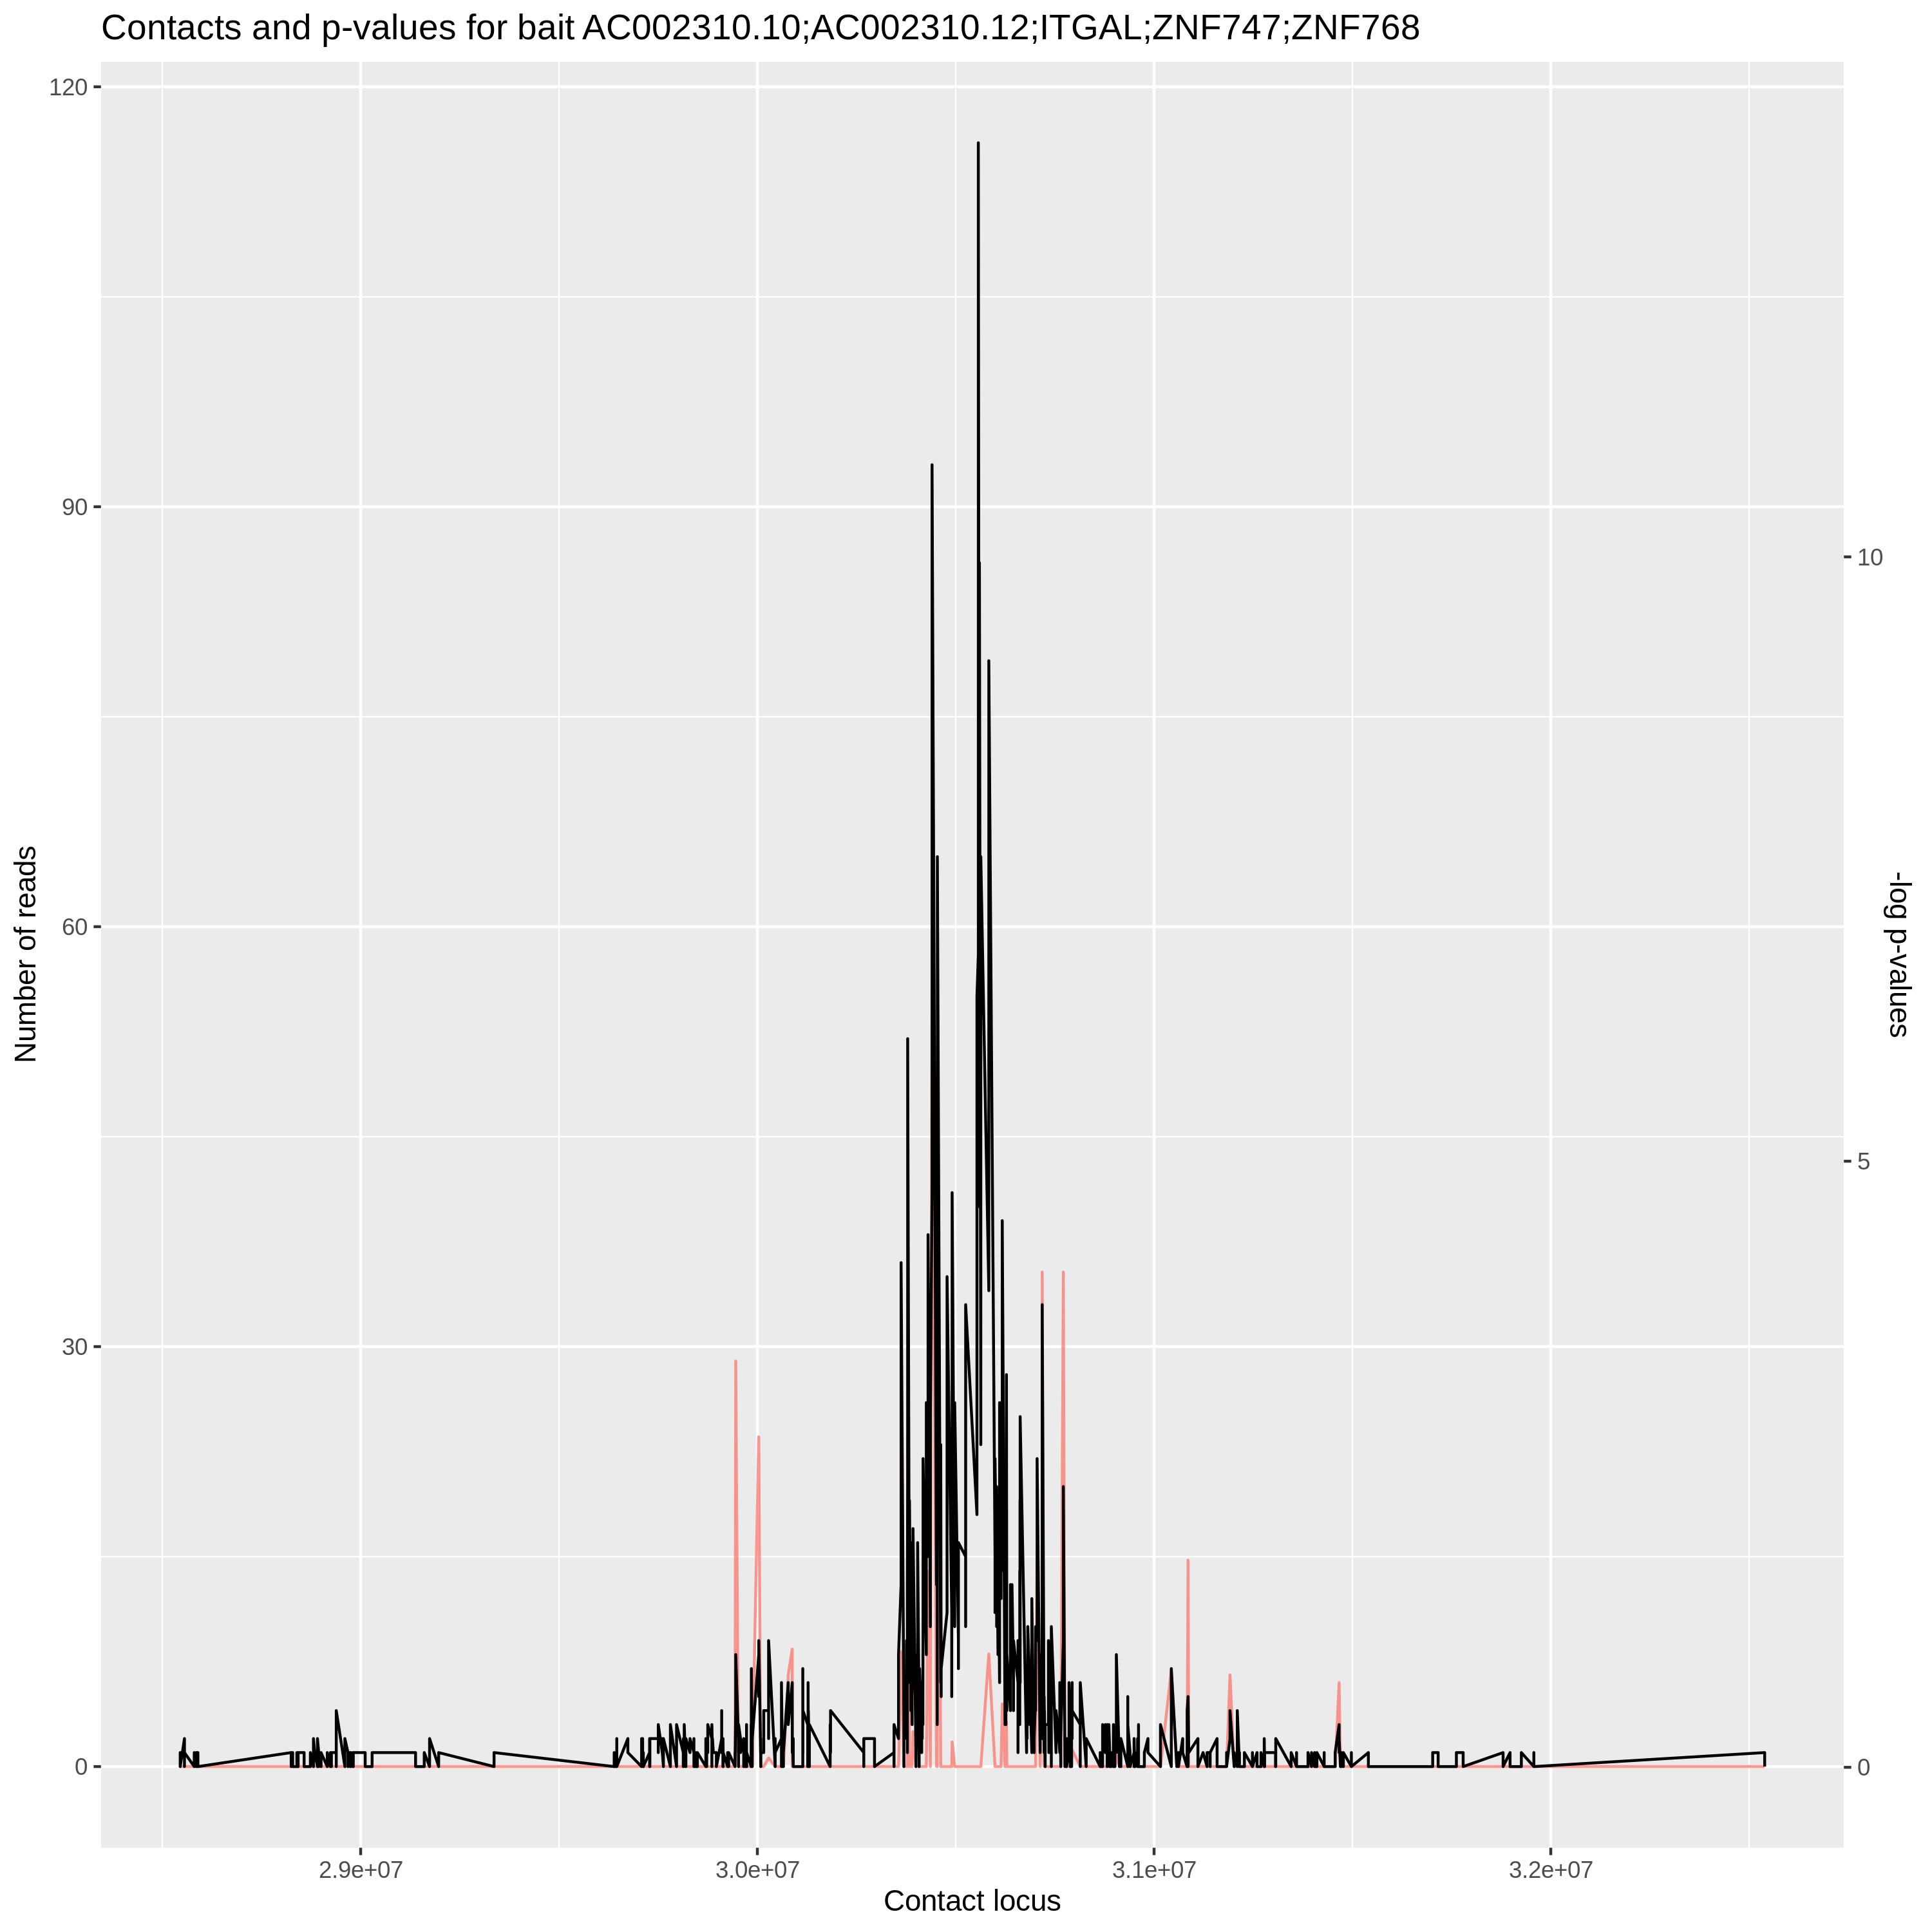 Contacts and p-values for bait AC002310.10;AC002310.12;ITGAL;ZNF747;ZNF768
120
90
60
30
0
Number of reads
10
5
0
-log p-values
2.9e+07
3.0e+07
3.1e+07
3.2e+07
Contact locus